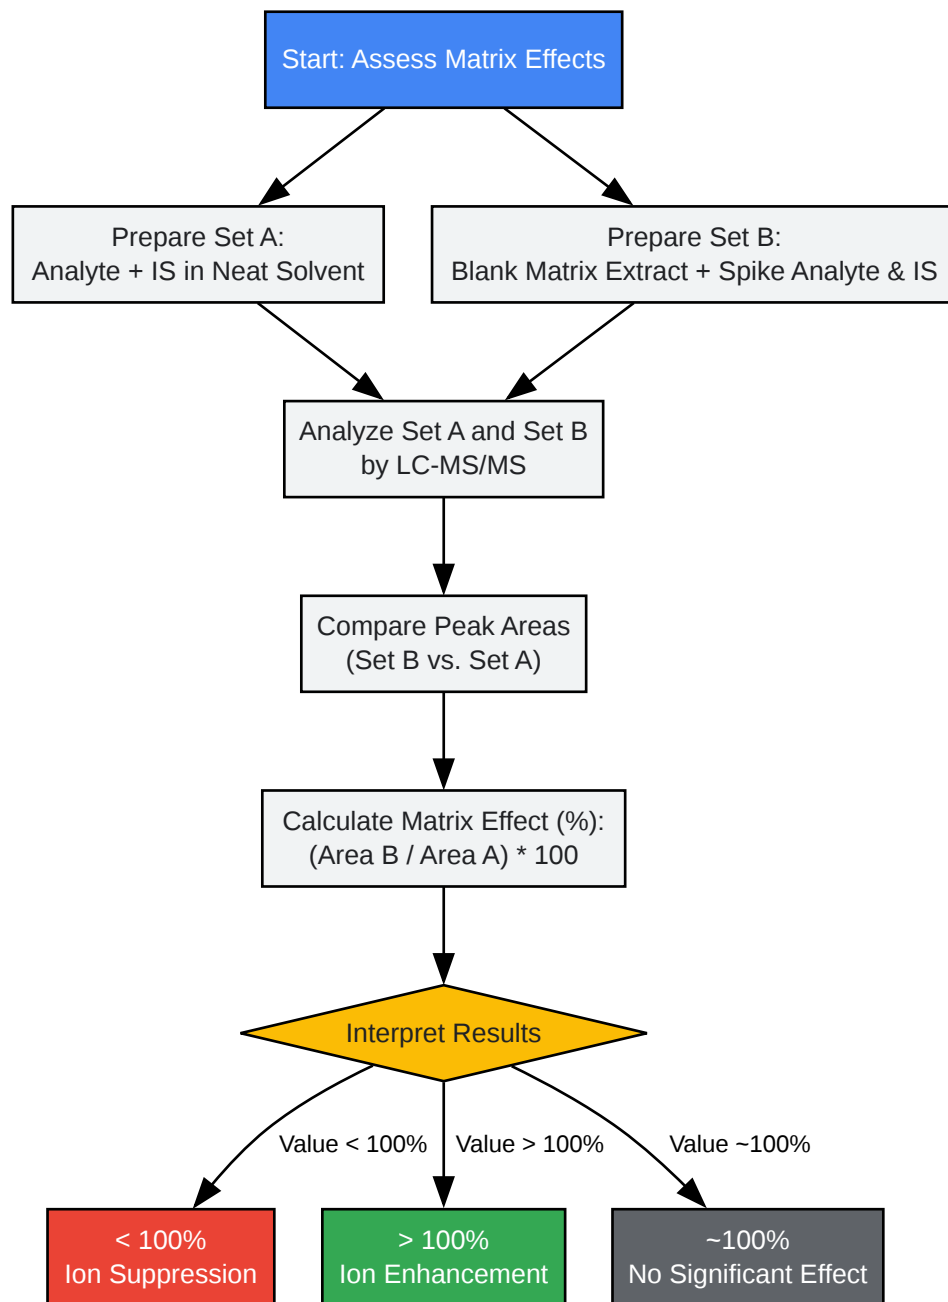 Start: Assess Matrix Effects
Prepare Set A:
Analyte + IS in Neat Solvent
Prepare Set B:
Blank Matrix Extract + Spike Analyte & IS
Analyze Set A and Set B
by LC-MS/MS
Compare Peak Areas
(Set B vs. Set A)
Calculate Matrix Effect (%):
(Area B / Area A) * 100
Interpret Results
Value < 100%
Value > 100%
Value ~100%
< 100%
Ion Suppression
> 100%
Ion Enhancement
~100%
No Significant Effect